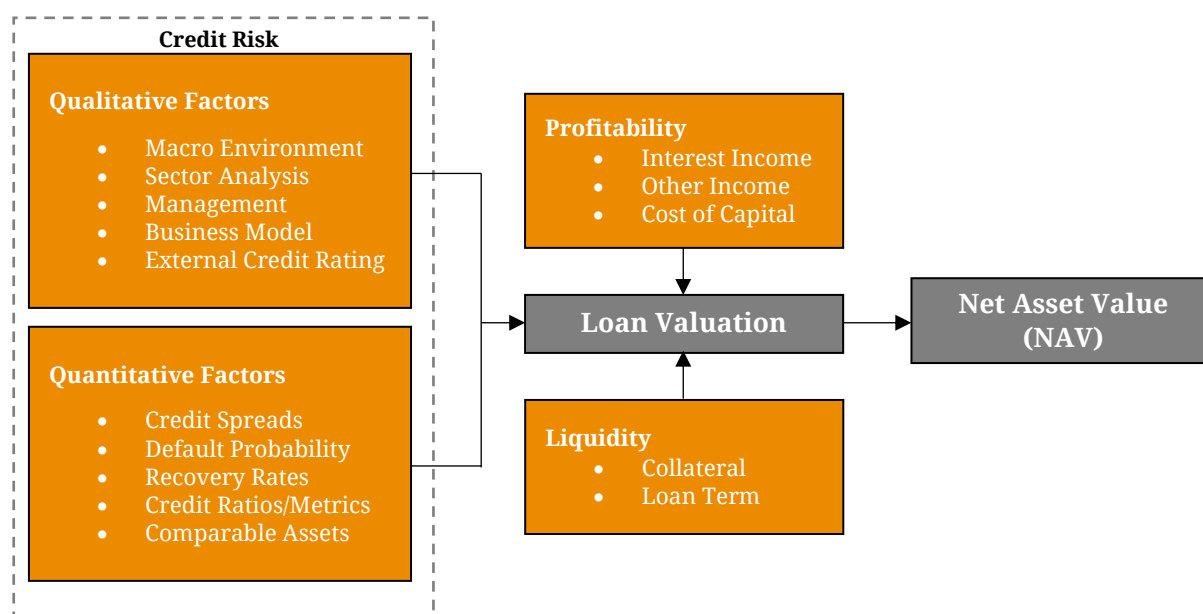 Credit Risk
Qualitative Factors
• Macro Environment
• Sector Analysis
• Management
• Business Model
• External Credit Rating
Quantitative Factors
• Credit Spreads
• Default Probability
• Recovery Rates
• Credit Ratios/Metrics
• Comparable Assets
Profitability
• Interest Income
• Other Income
• Cost of Capital
Loan Valuation
Liquidity
• Collateral
• Loan Term
Net Asset Value
(NAV)